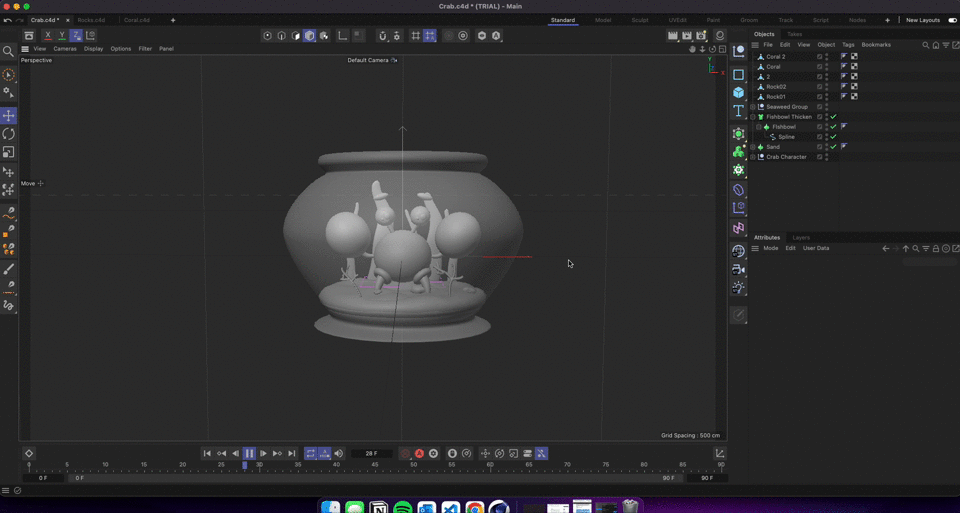 Crab.c4d * (TRIAL) - Main
Crab.c4d * Rocks.c4d Coral.c4d Standard Model Sculpt UVEdit Paint Groom Track Script Nodes New Layouts
X Y Z Objects Takes
View Cameras Display Options Filter Panel File Edit View Object Tags Bookmarks
Perspective Default Camera Coral 2
Y
X
Coral
2
Rock02
Rock01
Seaweed Group
Fishbowl Thicken
Fishbowl
Spline
Sand
Crab Character
Move
Attributes Layers
Mode Edit User Data
Grid Spacing : 500 cm
28 F
0 5 10 15 20 25 30 35 40 45 50 55 60 65 70 75 80 85 90
0 F 0 F 90 F 90 F